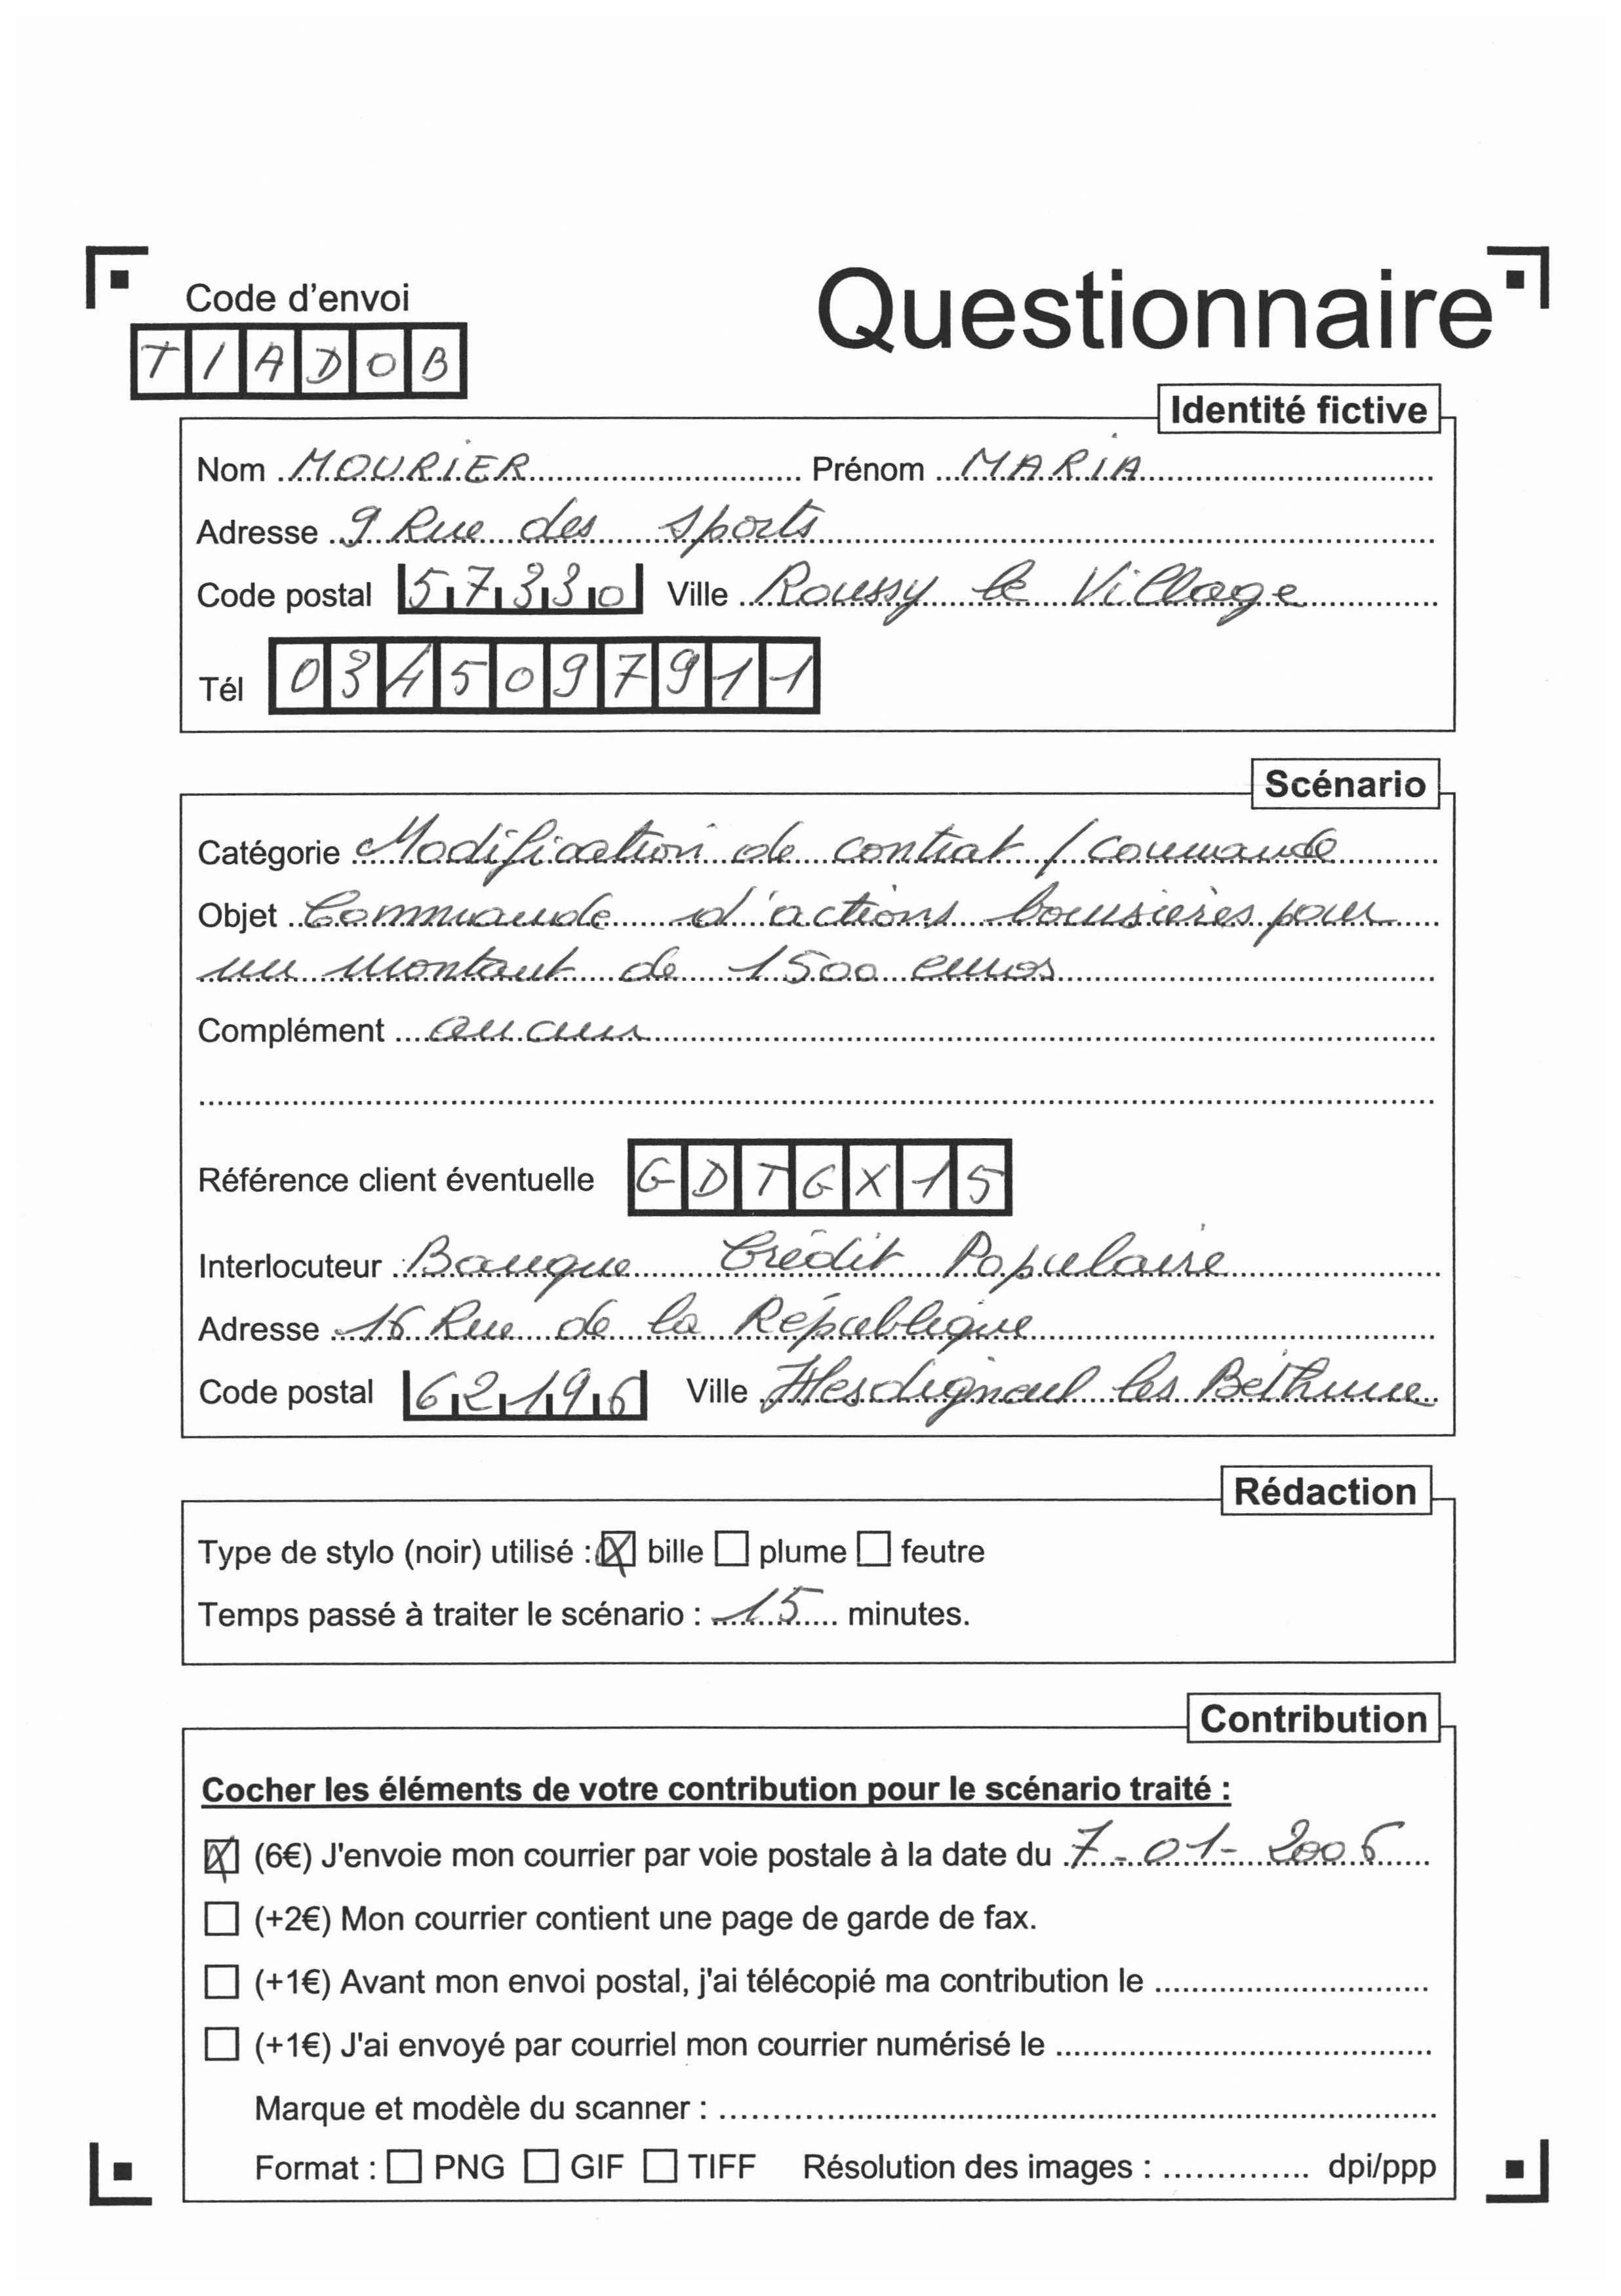 Code d'envoi
Questionnaire
T I A D O B
Identité fictive
Nom MOURIER Prénom MARIA
Adresse 9 Rue des Sports
Code postal 57330 Ville Roussy le Village
Tél 0345097911
Scénario
Catégorie Modification de contrat / commande
Objet Commande d'actions boursières pour
un montant de 1500 euros
Complément aucun
Référence client éventuelle GDTGX15
Interlocuteur Banque Crédit Populaire
Adresse 16 Rue de la République
Code postal 62196 Ville Hesdigneul les Béthune
Rédaction
Type de stylo (noir) utilisé : bille plume feutre
Temps passé à traiter le scénario : 15 minutes.
Contribution
Cocher les éléments de votre contribution pour le scénario traité :
(6€) J'envoie mon courrier par voie postale à la date du 7-01-2006
(+2€) Mon courrier contient une page de garde de fax.
(+1€) Avant mon envoi postal, j'ai télécopié ma contribution le
(+1€) J'ai envoyé par courriel mon courrier numérisé le
Marque et modèle du scanner :
Format : PNG GIF TIFF Résolution des images : dpi/ppp